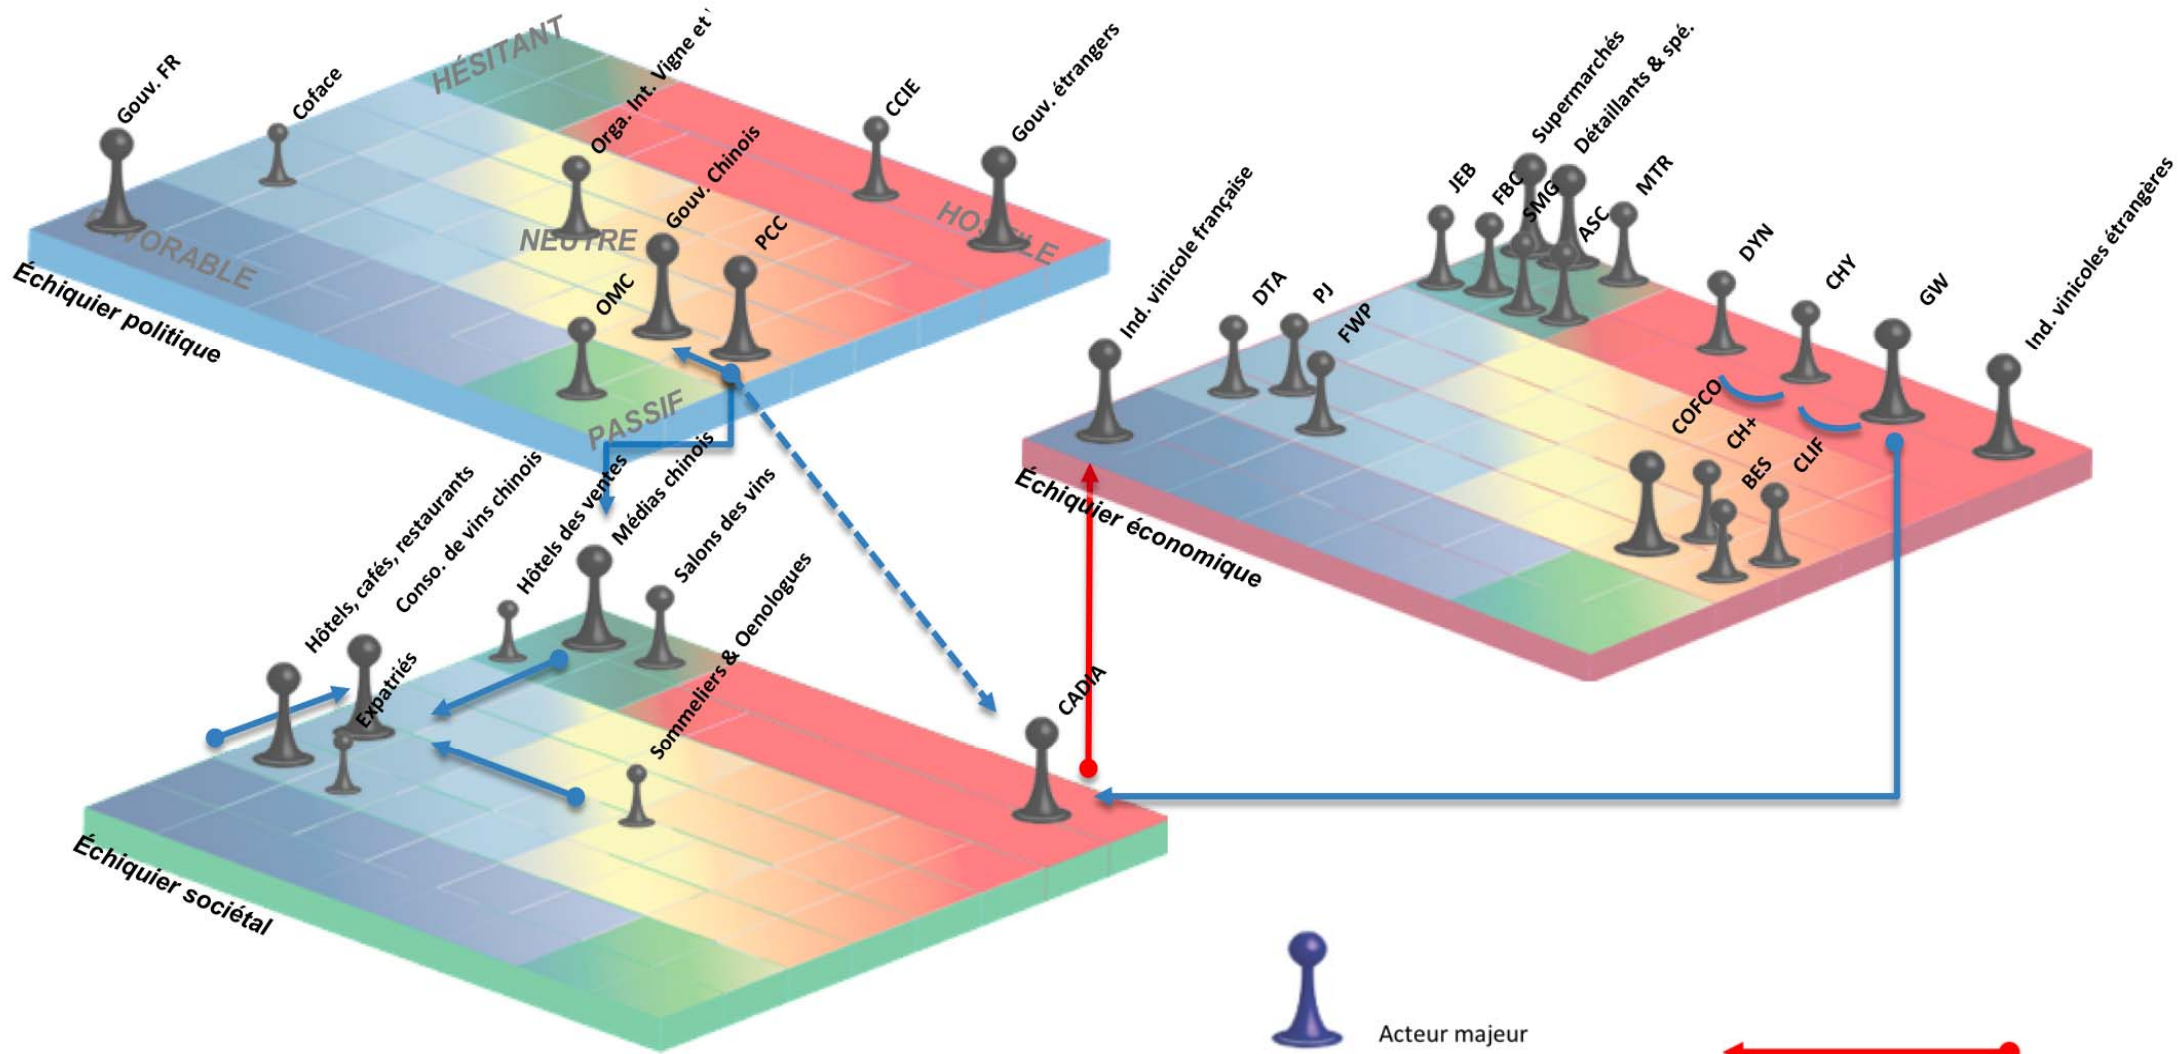 HÉSITANT
Gouv. FR
Coface
Orga. Int. Vigne et
CCIE
Gouv. étrangers
Gouv. Chinois
PCC
OMC
FAVORABLE
NEUTRE
HOSTILE
PASSIF
Échiquier politique
Supermarchés
Détaillants & spé.
JEB
FBC
SMG
ASC
MTR
DYN
CHY
GW
Ind. vinicoles étrangères
Ind. vinicole française
DTA
PJ
FWP
COFCO
CH+
BES
CLIF
Échiquier économique
Hôtels, cafés, restaurants
Conso. de vins chinois
Hôtels des ventes
Médias chinois
Salons des vins
Expatriés
Sommeliers & Oenologues
CADIA
Échiquier sociétal
Acteur majeur